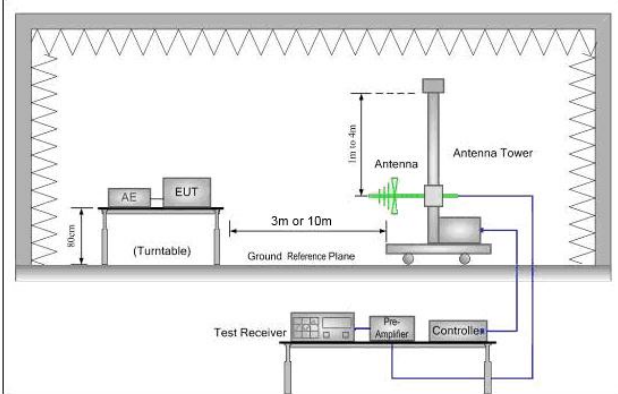 1m to 4m
Antenna
Antenna Tower
AE
EUT
80cm
3m or 10m
(Turntable)
Ground Reference Plane
Test Receiver
Pre-
Amplifier
Controller